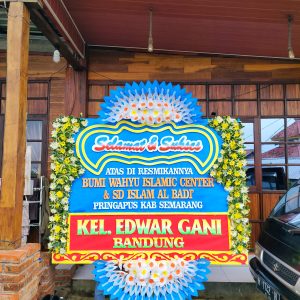 Selamat & Sukses
ATAS DI RESMIKANNYA
BUMI WAHYU ISLAMIC CENTER
& SD ISLAM AL BADI'
PRINGAPUS KAB SEMARANG
KEL. EDWAR GANI
BANDUNG